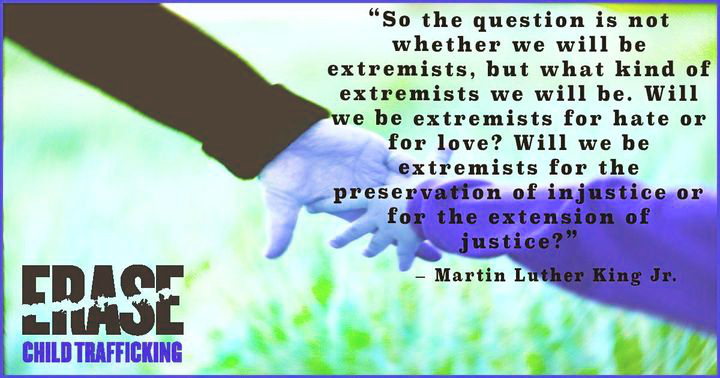 “So the question is not
whether we will be
extremists, but what kind of
extremists we will be. Will
we be extremists for hate or
for love? Will we be
extremists for the
preservation of injustice or
for the extension of
justice?”
– Martin Luther King Jr.
ERASE
CHILD TRAFFICKING